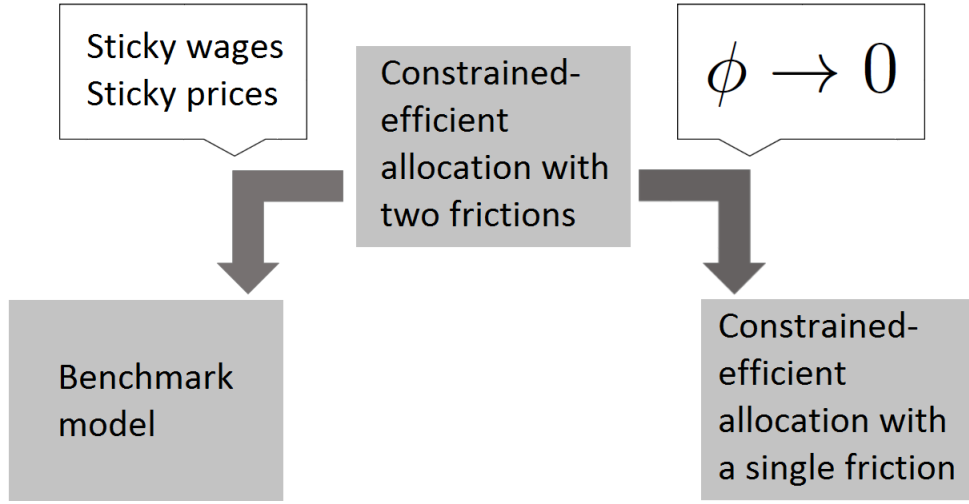 Sticky wages
Sticky prices
Constrained-
efficient
allocation with
two frictions
ϕ → 0
Benchmark
model
Constrained-
efficient
allocation with
a single friction